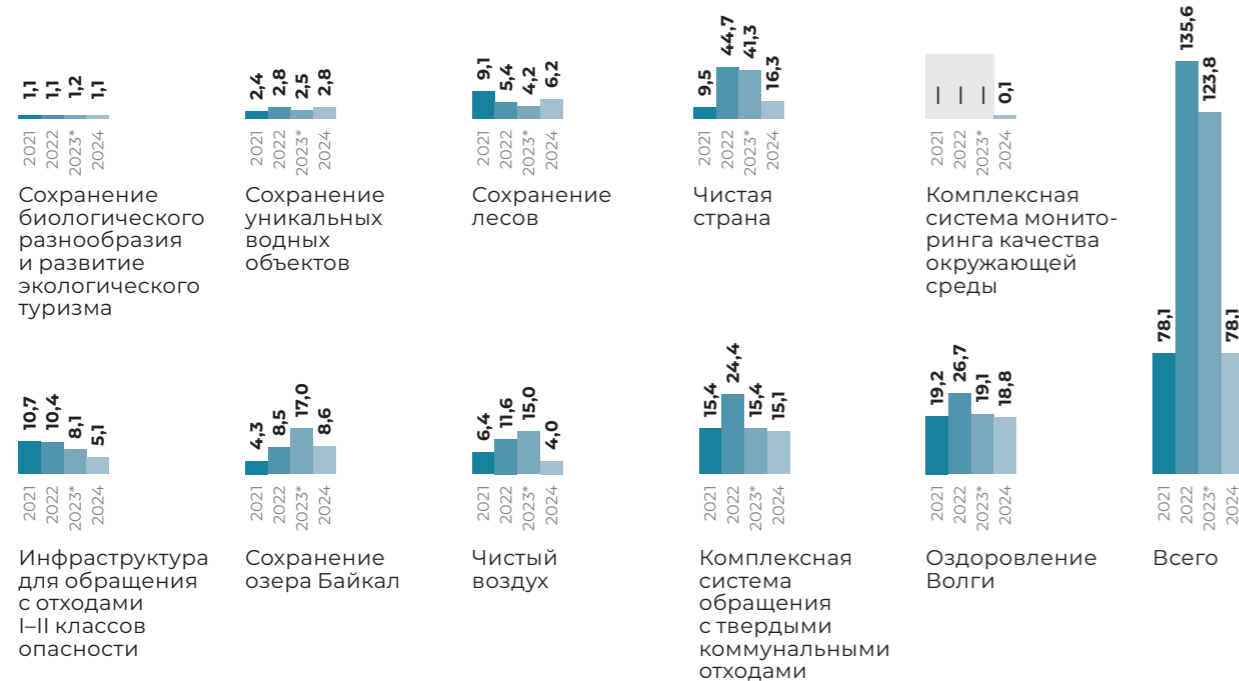 1,1
1,1
1,2
1,1
2021
2022
2023*
2024
Сохранение
биологического
разнообразия
и развитие
экологического
туризма
2,4
2,8
2,5
2,8
2021
2022
2023*
2024
Сохранение
уникальных
водных
объектов
9,1
5,4
4,2
6,2
2021
2022
2023*
2024
Сохранение
лесов
9,5
44,7
41,3
16,3
2021
2022
2023*
2024
Чистая
страна
—
—
—
0,1
2021
2022
2023*
2024
Комплексная
система монито-
ринга качества
окружающей
среды
10,7
10,4
8,1
5,1
2021
2022
2023*
2024
Инфраструктура
для обращения
с отходами
I–II классов
опасности
4,3
8,5
17,0
8,6
2021
2022
2023*
2024
Сохранение
озера Байкал
6,4
11,6
15,0
4,0
2021
2022
2023*
2024
Чистый
воздух
15,4
24,4
15,4
15,1
2021
2022
2023*
2024
Комплексная
система
обращения
с твердыми
коммунальными
отходами
19,2
26,7
19,1
18,8
2021
2022
2023*
2024
Оздоровление
Волги
78,1
135,6
123,8
78,1
2021
2022
2023*
2024
Всего